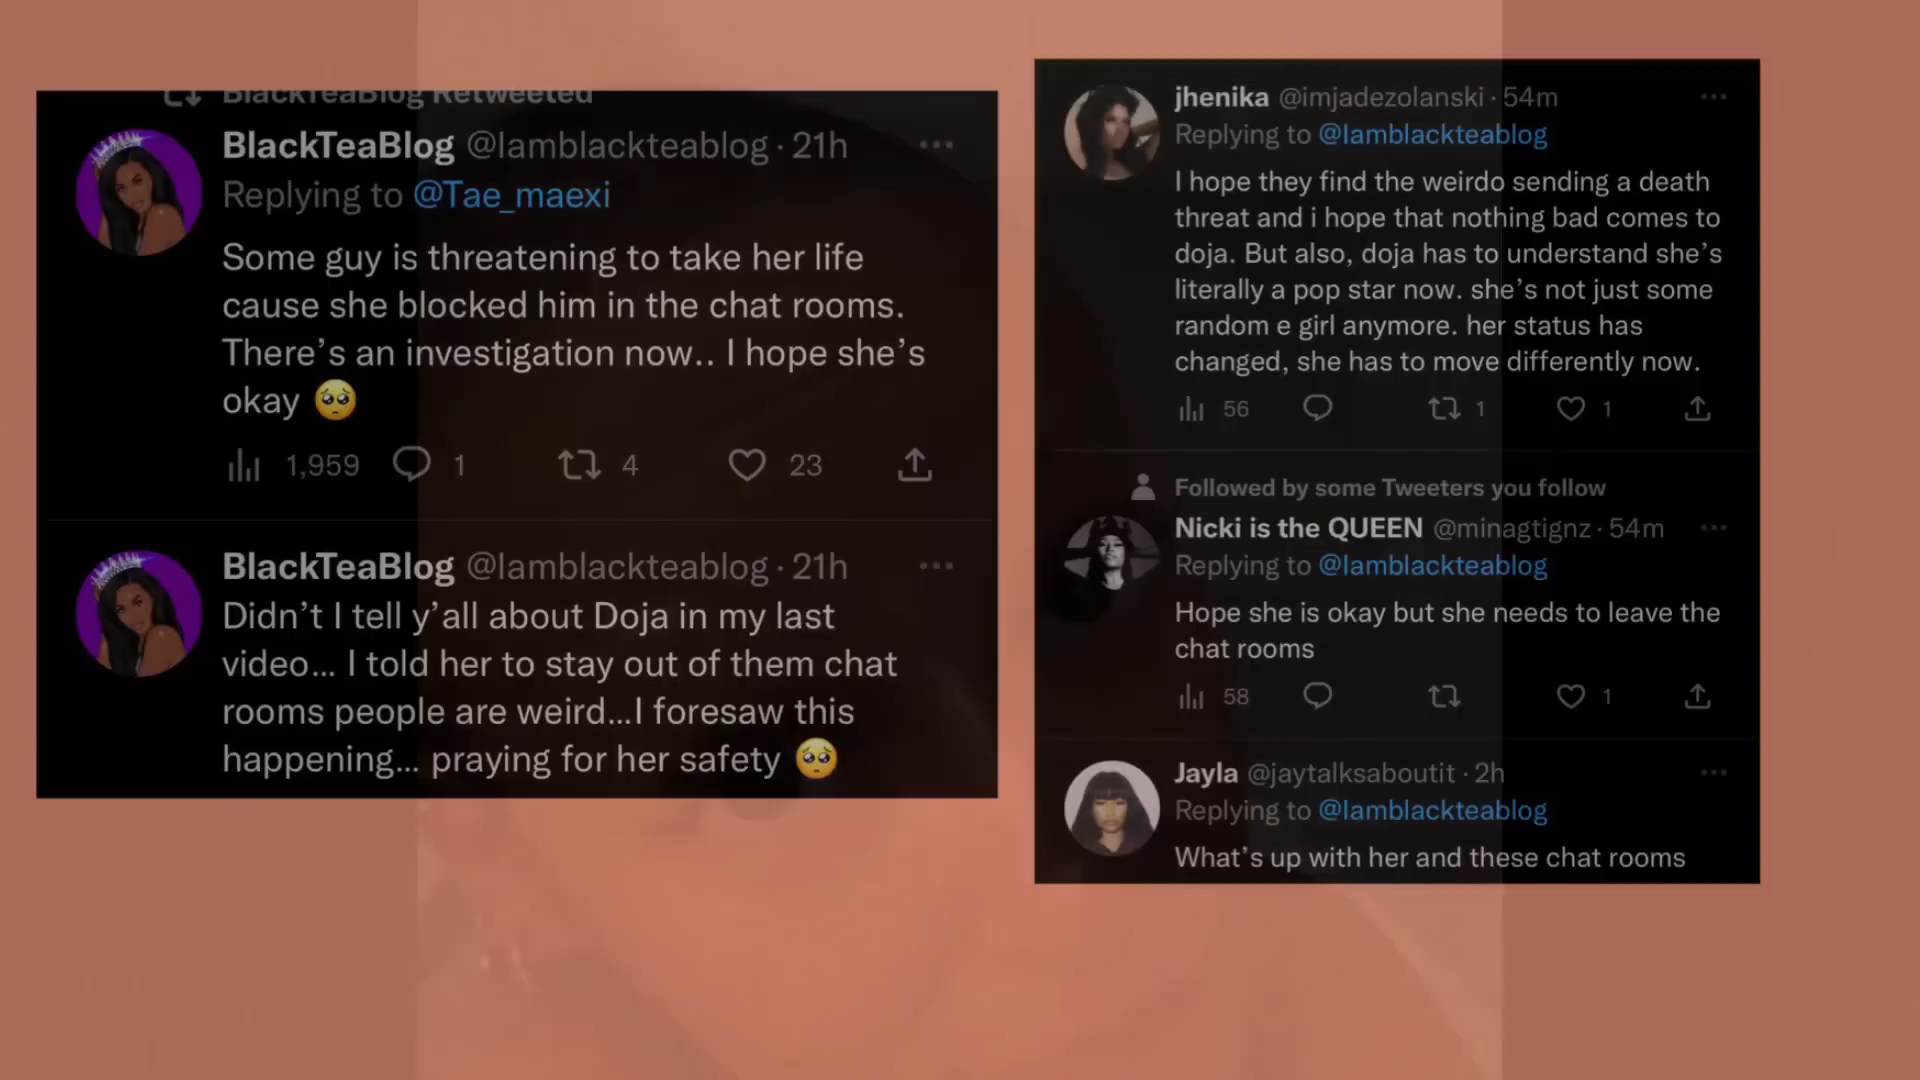 BlackTeaBlog Retweeted
BlackTeaBlog @Iamblackteablog · 21h
Replying to @Tae_maexi
Some guy is threatening to take her life
cause she blocked him in the chat rooms.
There's an investigation now.. I hope she's
okay 🥺
1,959 1 4 23
BlackTeaBlog @Iamblackteablog · 21h
Didn't I tell y'all about Doja in my last
video... I told her to stay out of them chat
rooms people are weird...I foresaw this
happening... praying for her safety 🥺
jhenika @imjadezolanski · 54m
Replying to @Iamblackteablog
I hope they find the weirdo sending a death
threat and i hope that nothing bad comes to
doja. But also, doja has to understand she's
literally a pop star now. she's not just some
random e girl anymore. her status has
changed, she has to move differently now.
56 1 1
Followed by some Tweeters you follow
Nicki is the QUEEN @minagtignz · 54m
Replying to @Iamblackteablog
Hope she is okay but she needs to leave the
chat rooms
58 1
Jayla @jaytalksaboutit · 2h
Replying to @Iamblackteablog
What's up with her and these chat rooms